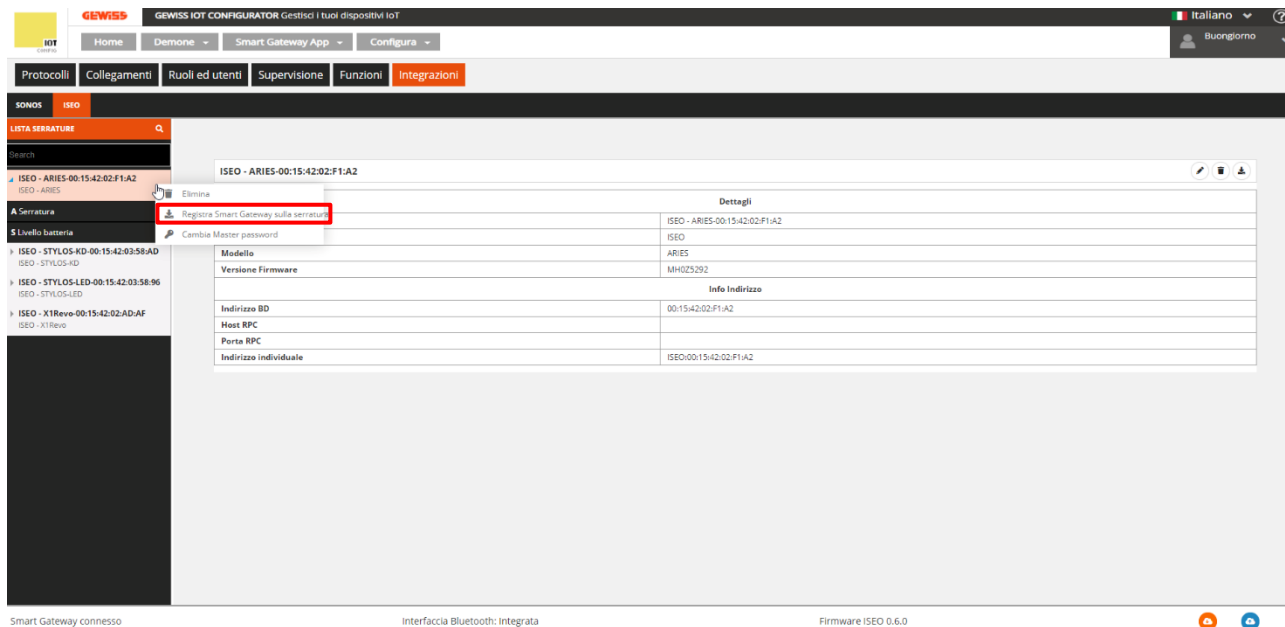 GEWISS GEWISS IOT CONFIGURATOR Gestisci i tuoi dispositivi IoT Italiano
IOT CONFIG Home Demone Smart Gateway App Configura Buongiorno
Protocolli Collegamenti Ruoli ed utenti Supervisione Funzioni Integrazioni
SONOS ISEO
LISTA SERRATURE
Search
ISEO - ARIES-00:15:42:02:F1:A2
ISEO - ARIES
A Serratura
S Livello batteria
ISEO - STYLOS-KD-00:15:42:03:58:AD
ISEO - STYLOS-KD
ISEO - STYLOS-LED-00:15:42:03:58:96
ISEO - STYLOS-LED
ISEO - X1Revo-00:15:42:02:AD:AF
ISEO - X1Revo
Elimina
Registra Smart Gateway sulla serratura
Cambia Master password
ISEO - ARIES-00:15:42:02:F1:A2
Dettagli
ISEO - ARIES-00:15:42:02:F1:A2
ISEO
Modello ARIES
Versione Firmware MH0Z5292
Info Indirizzo
Indirizzo BD 00:15:42:02:F1:A2
Host RPC
Porta RPC
Indirizzo individuale ISEO:00:15:42:02:F1:A2
Smart Gateway connesso Interfaccia Bluetooth: Integrata Firmware ISEO 0.6.0